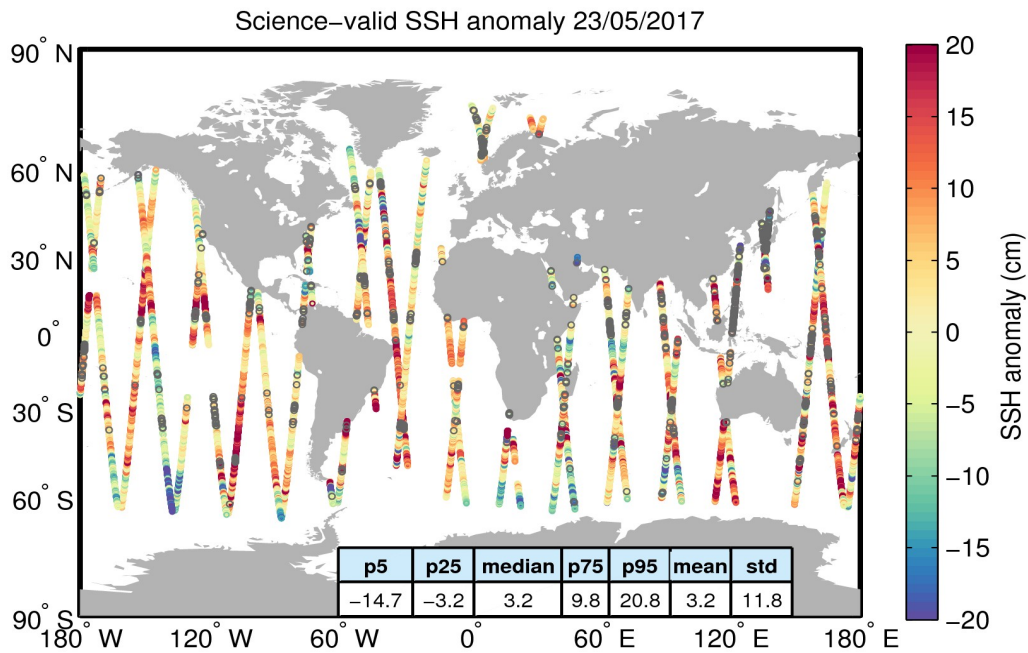 Science−valid SSH anomaly 23/05/2017
90° N
60° N
30° N
0°
30° S
60° S
90° S
180° W
120° W
60° W
0°
60° E
120° E
180° E
p5 p25 median p75 p95 mean std
−14.7 −3.2 3.2 9.8 20.8 3.2 11.8
20
15
10
5
0
−5
−10
−15
−20
SSH anomaly (cm)